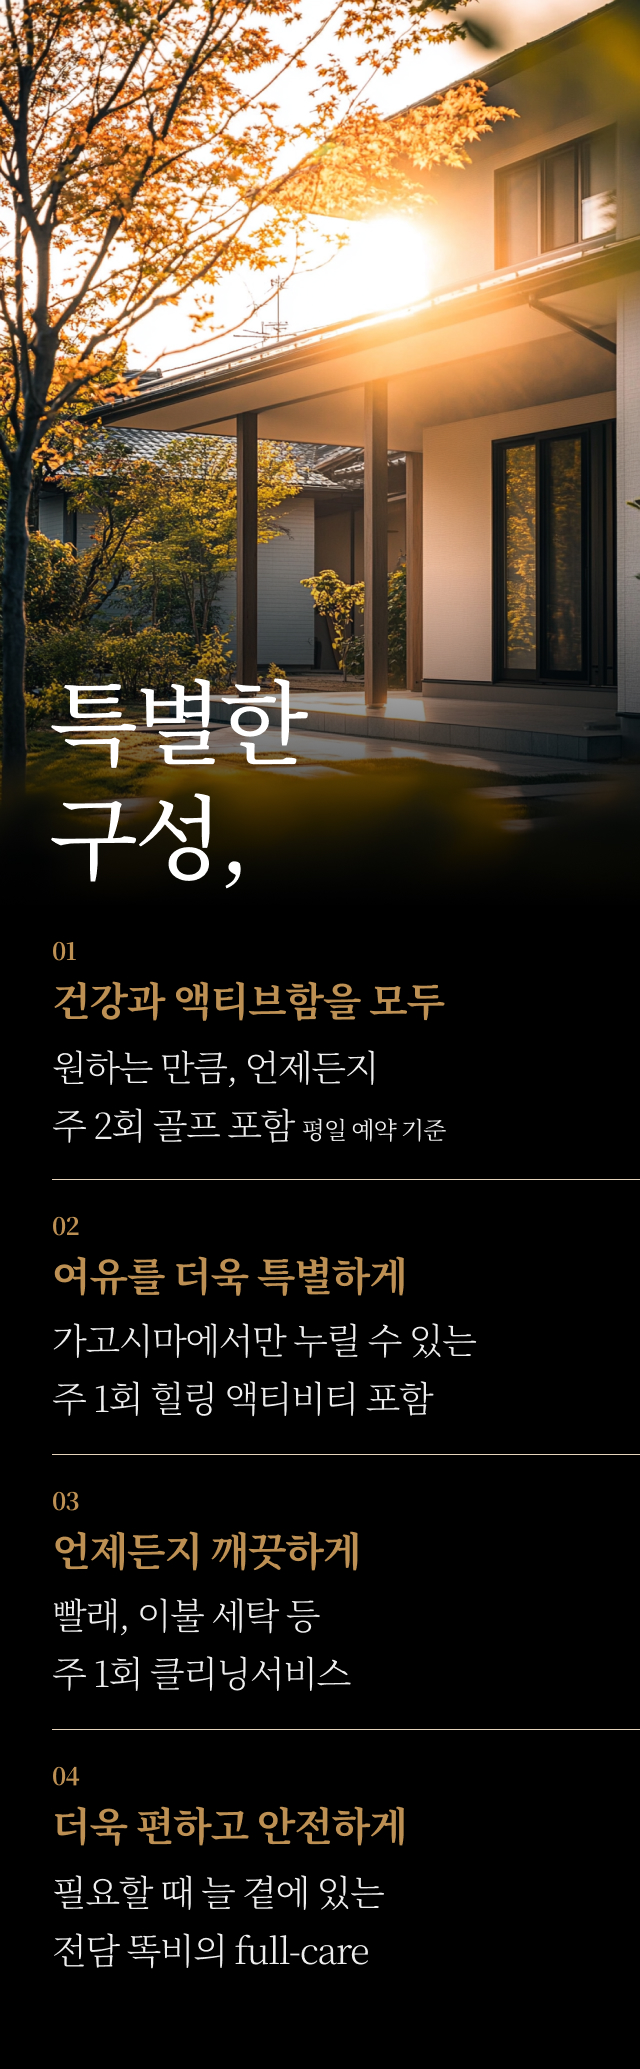 특별한
구성,
01
건강과 액티브함을 모두
원하는 만큼, 언제든지
주 2회 골프 포함 평일 예약 기준
02
여유를 더욱 특별하게
가고시마에서만 누릴 수 있는
주 1회 힐링 액티비티 포함
03
언제든지 깨끗하게
빨래, 이불 세탁 등
주 1회 클리닝서비스
04
더욱 편하고 안전하게
필요할 때 늘 곁에 있는
전담 똑비의 full-care